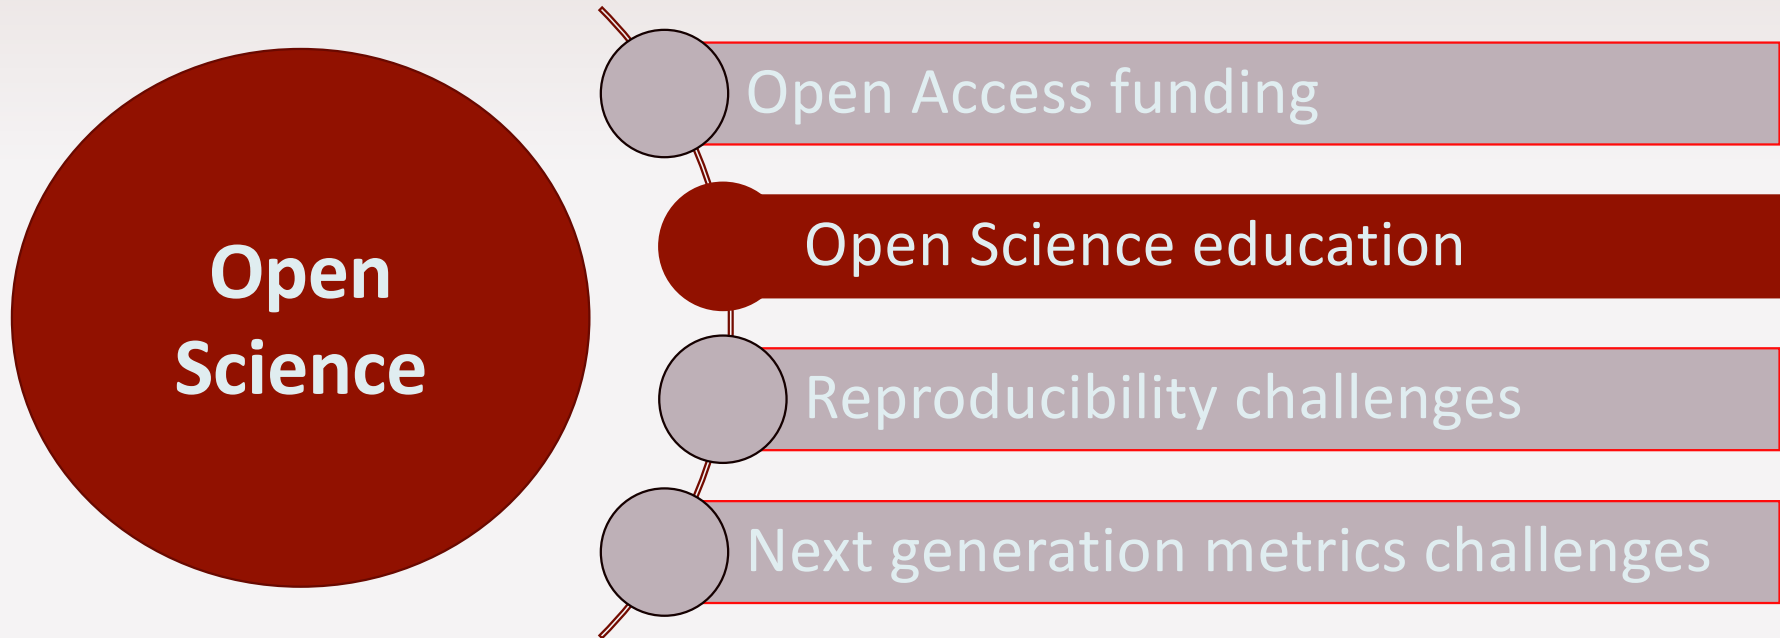 Open
Science
Open Access funding
Open Science education
Reproducibility challenges
Next generation metrics challenges